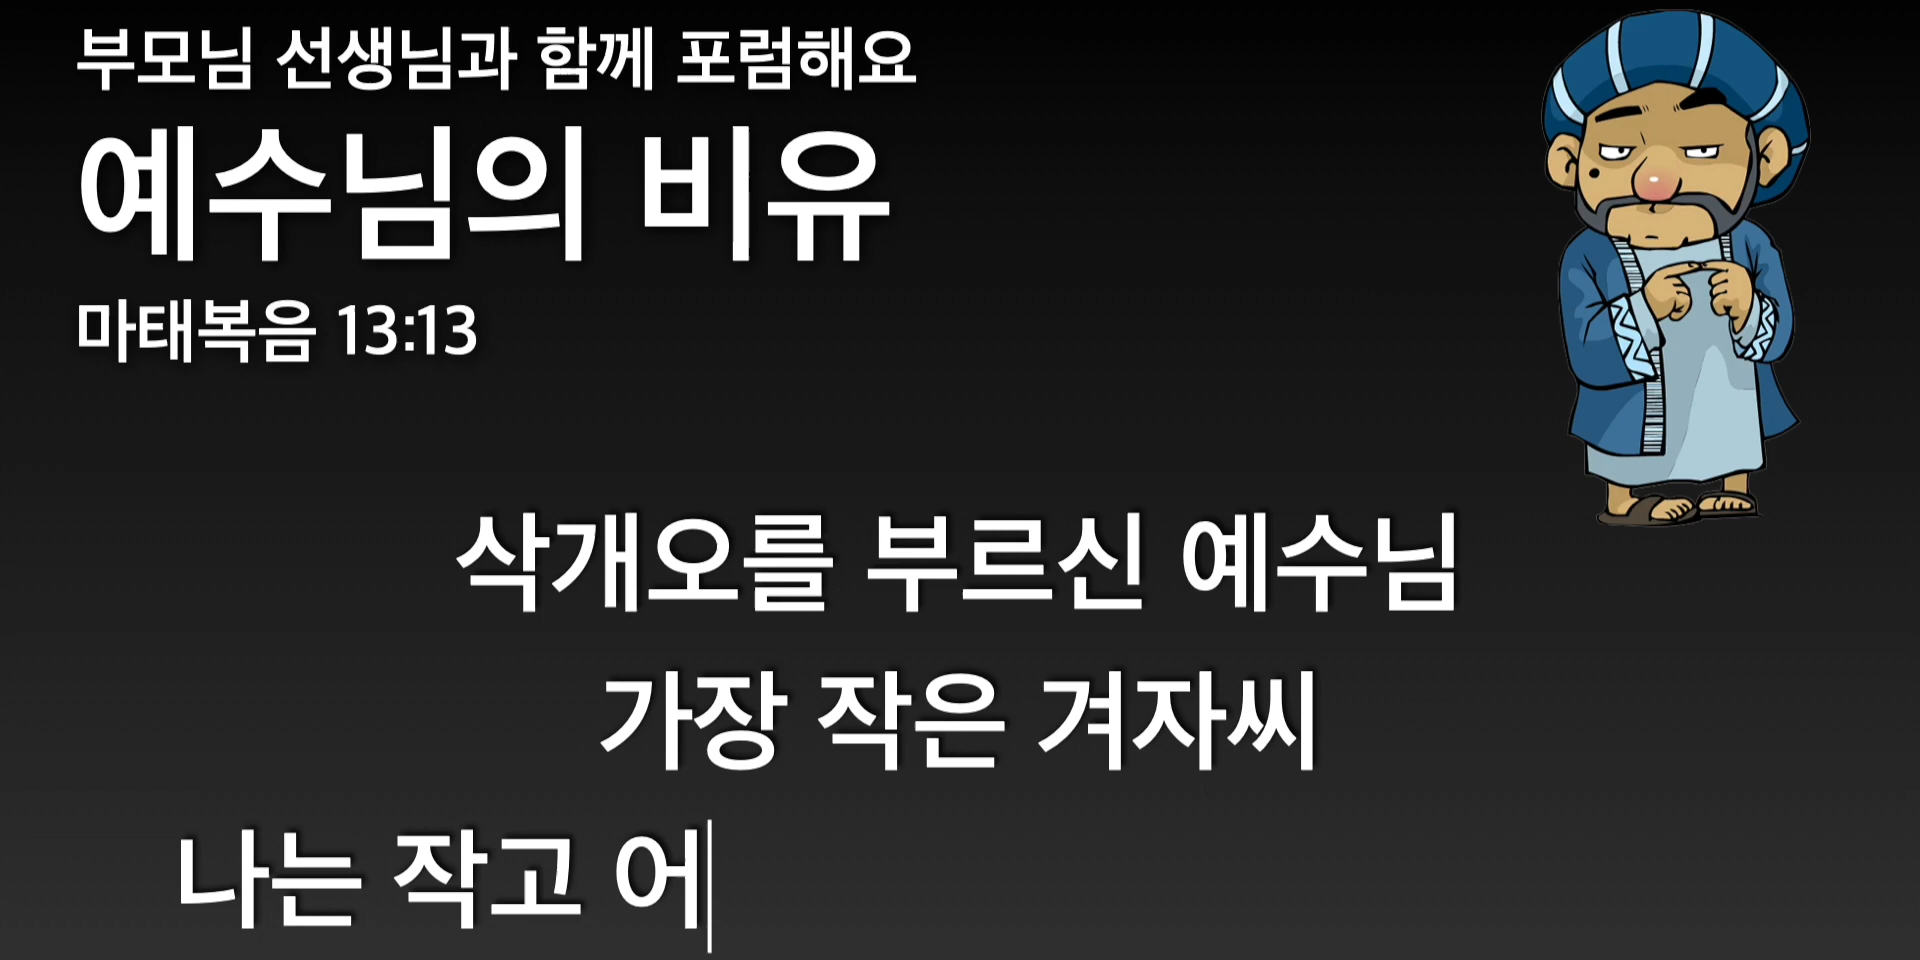 부모님 선생님과 함께 포럼해요
예수님의 비유
마태복음 13:13
삭개오를 부르신 예수님
가장 작은 겨자씨
나는 작고 어